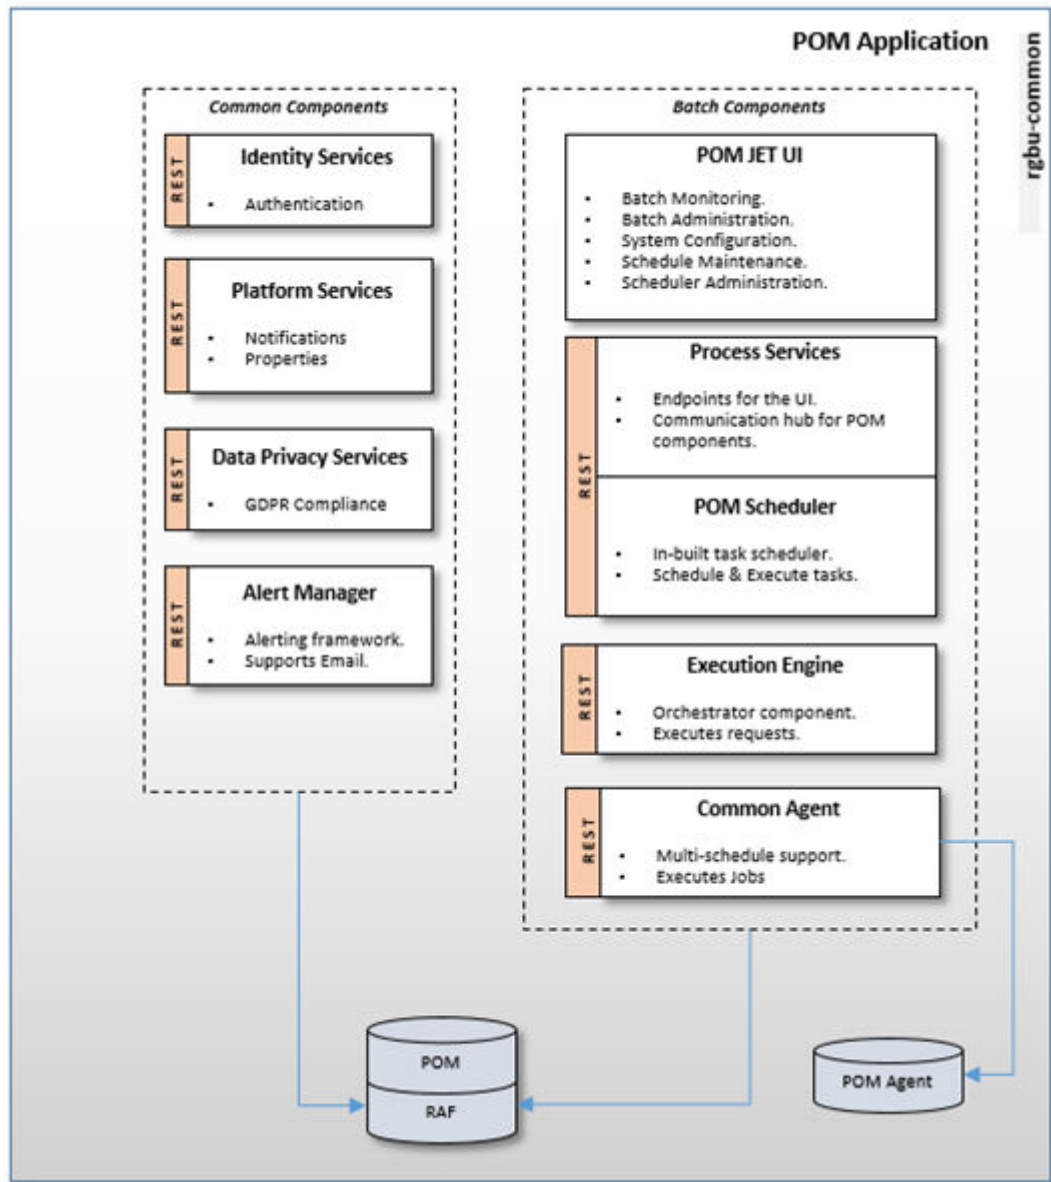 POM Application
rgbu-common
Common Components
REST
Identity Services
▪ Authentication
REST
Platform Services
▪ Notifications
▪ Properties
REST
Data Privacy Services
▪ GDPR Compliance
REST
Alert Manager
▪ Alerting framework.
▪ Supports Email.
Batch Components
POM JET UI
▪ Batch Monitoring.
▪ Batch Administration.
▪ System Configuration.
▪ Schedule Maintenance.
▪ Scheduler Administration.
REST
Process Services
▪ Endpoints for the UI.
▪ Communication hub for POM
components.
POM Scheduler
▪ In-built task scheduler.
▪ Schedule & Execute tasks.
REST
Execution Engine
▪ Orchestrator component.
▪ Executes requests.
REST
Common Agent
▪ Multi-schedule support.
▪ Executes Jobs
POM
RAF
POM Agent